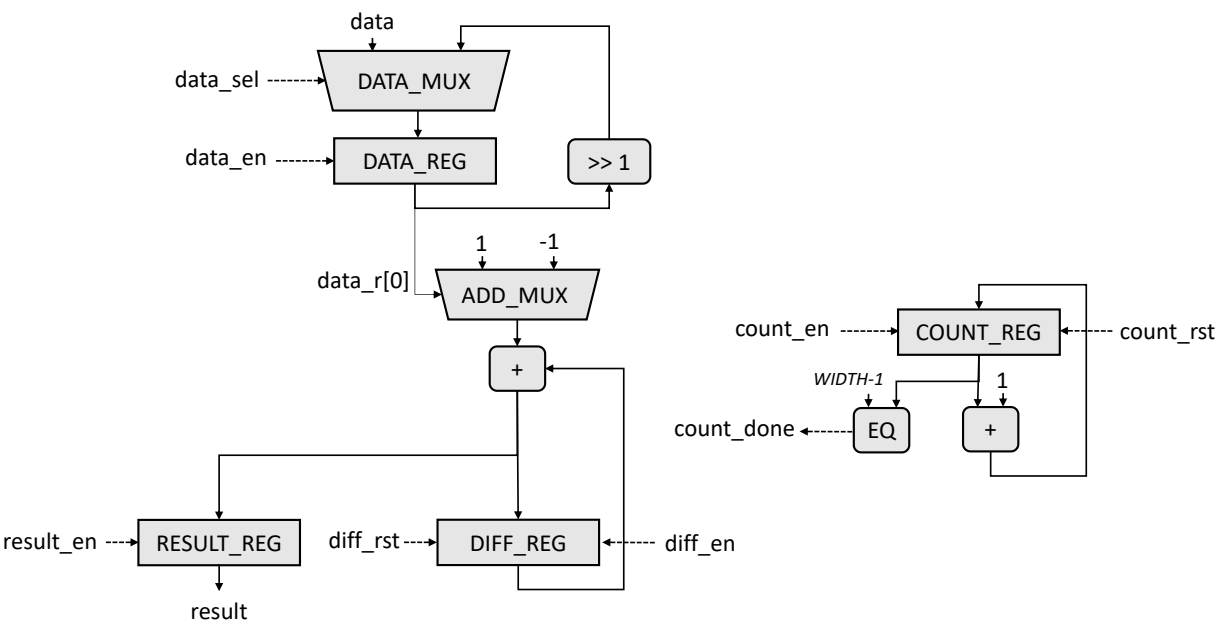 data
data_sel
DATA_MUX
data_en
DATA_REG
>> 1
1
-1
data_r[0]
ADD_MUX
+
count_en
COUNT_REG
count_rst
WIDTH-1
1
count_done
EQ
+
result_en
RESULT_REG
diff_rst
DIFF_REG
diff_en
result